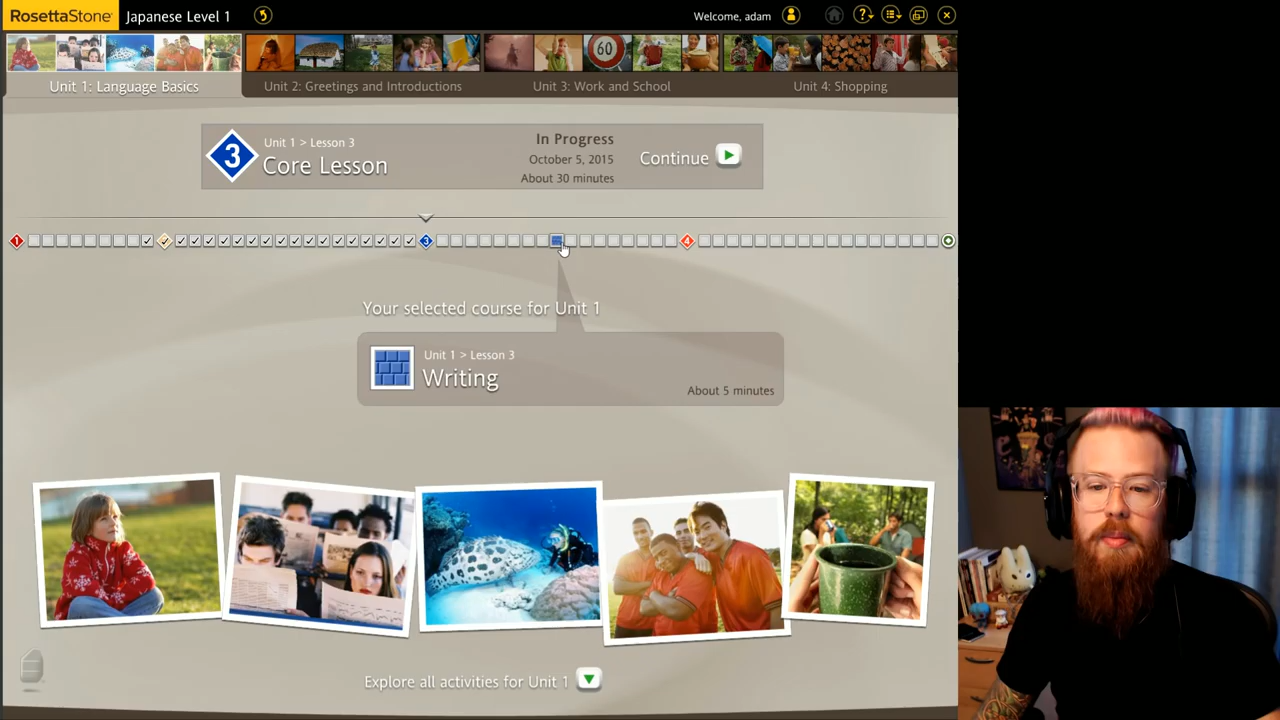 RosettaStone Japanese Level 1
Welcome, adam
Unit 1: Language Basics
Unit 2: Greetings and Introductions
60
Unit 3: Work and School
Unit 4: Shopping
3
Unit 1 > Lesson 3
Core Lesson
In Progress
October 5, 2015
About 30 minutes
Continue
1
3
4
Your selected course for Unit 1
Unit 1 > Lesson 3
Writing
About 5 minutes
Explore all activities for Unit 1